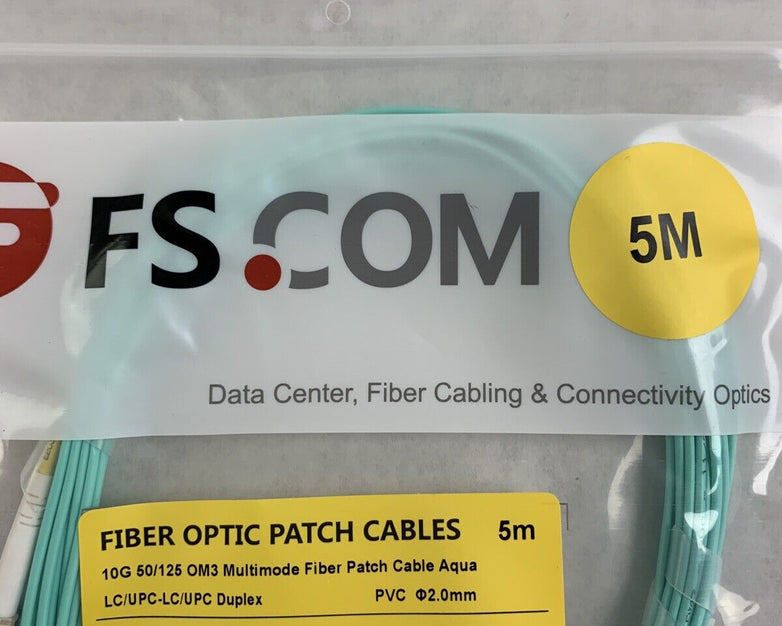 FS.COM
5M
Data Center, Fiber Cabling & Connectivity Optics
FIBER OPTIC PATCH CABLES 5m
10G 50/125 OM3 Multimode Fiber Patch Cable Aqua
LC/UPC-LC/UPC Duplex PVC Φ2.0mm